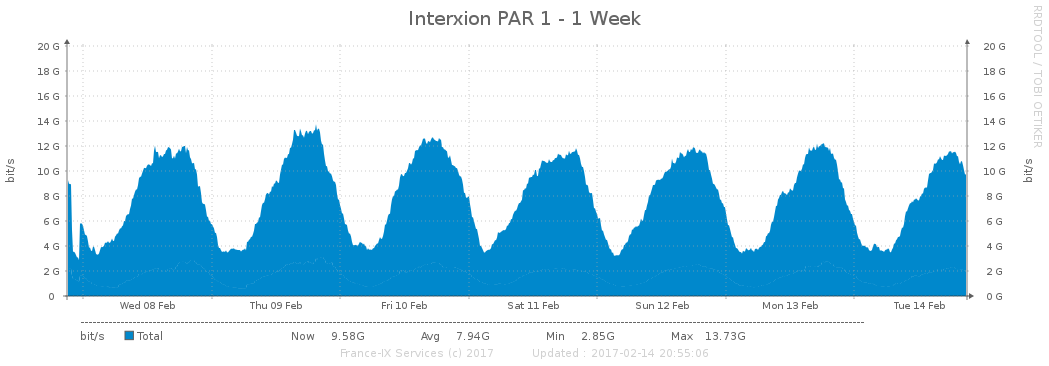 Interxion PAR 1 - 1 Week
RRDTOOL / TOBI OETIKER
20 G 20 G
18 G 18 G
16 G 16 G
14 G 14 G
12 G 12 G
10 G 10 G
8 G 8 G
6 G 6 G
4 G 4 G
2 G 2 G
0 0 G
bit/s bit/s
Wed 08 Feb Thu 09 Feb Fri 10 Feb Sat 11 Feb Sun 12 Feb Mon 13 Feb Tue 14 Feb
bit/s Total Now 9.58G Avg 7.94G Min 2.85G Max 13.73G
France-IX Services (c) 2017 Updated : 2017-02-14 20:55:06